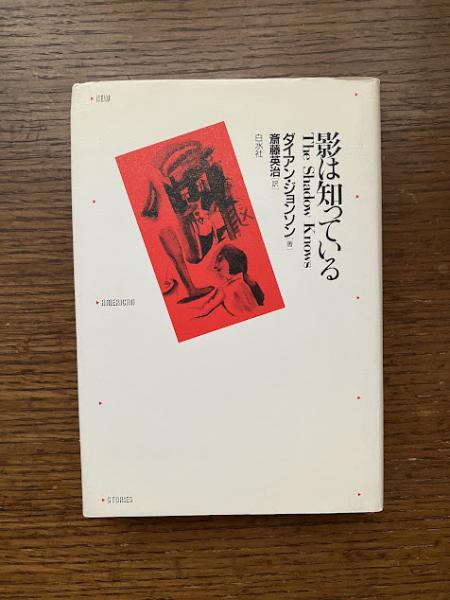 影は知っている
The Shadow Knows
ダイアン・ジョンソン 著
斎藤英治 訳
白水社
NEW
AMERICAN
STORIES